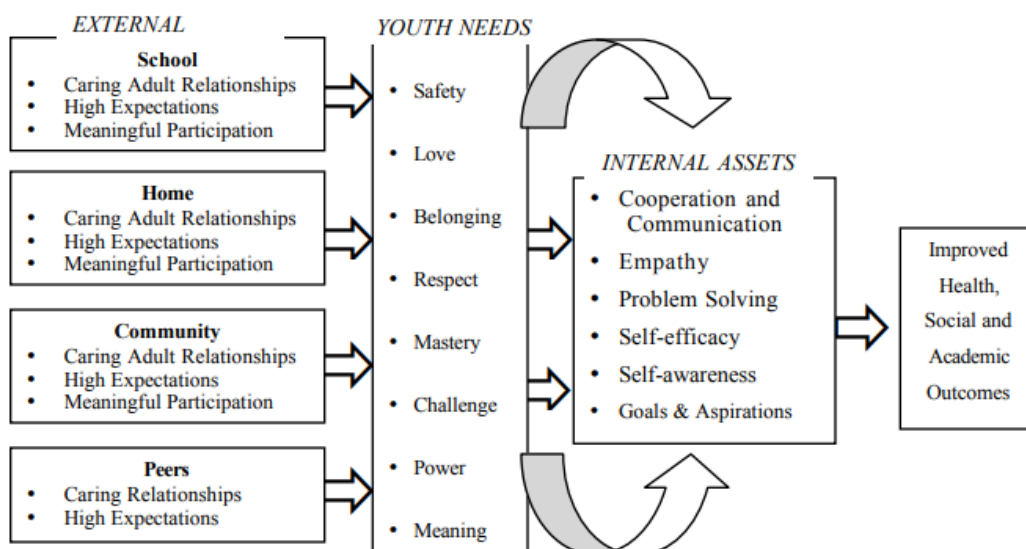 EXTERNAL
School
• Caring Adult Relationships
• High Expectations
• Meaningful Participation
Home
• Caring Adult Relationships
• High Expectations
• Meaningful Participation
Community
• Caring Adult Relationships
• High Expectations
• Meaningful Participation
Peers
• Caring Relationships
• High Expectations
YOUTH NEEDS
• Safety
• Love
• Belonging
• Respect
• Mastery
• Challenge
• Power
• Meaning
INTERNAL ASSETS
• Cooperation and
Communication
• Empathy
• Problem Solving
• Self-efficacy
• Self-awareness
• Goals & Aspirations
Improved
Health,
Social and
Academic
Outcomes